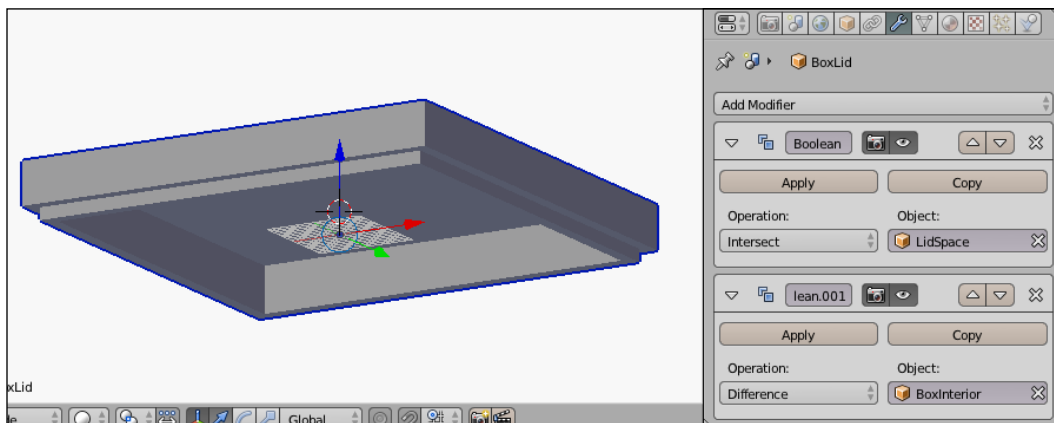 BoxLid
Add Modifier
Boolean
Apply Copy
Operation: Object:
Intersect LidSpace
lean.001
Apply Copy
Operation: Object:
Difference BoxInterior
xLid
le Global